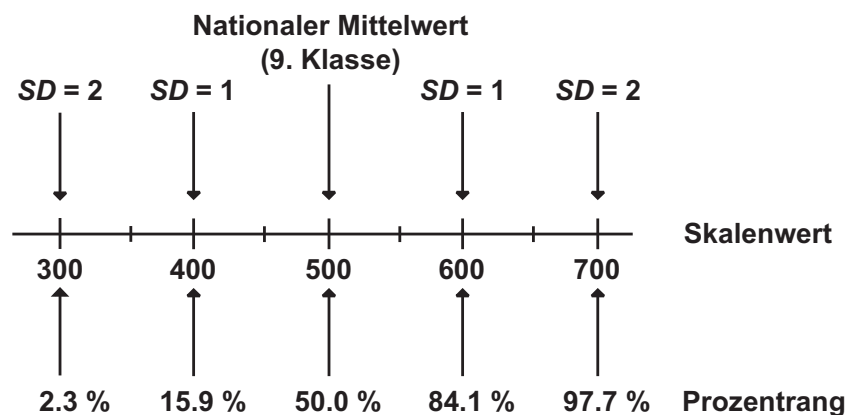 Nationaler Mittelwert
(9. Klasse)
SD = 2 SD = 1 SD = 1 SD = 2
Skalenwert
300 400 500 600 700
2.3 % 15.9 % 50.0 % 84.1 % 97.7 % Prozentrang